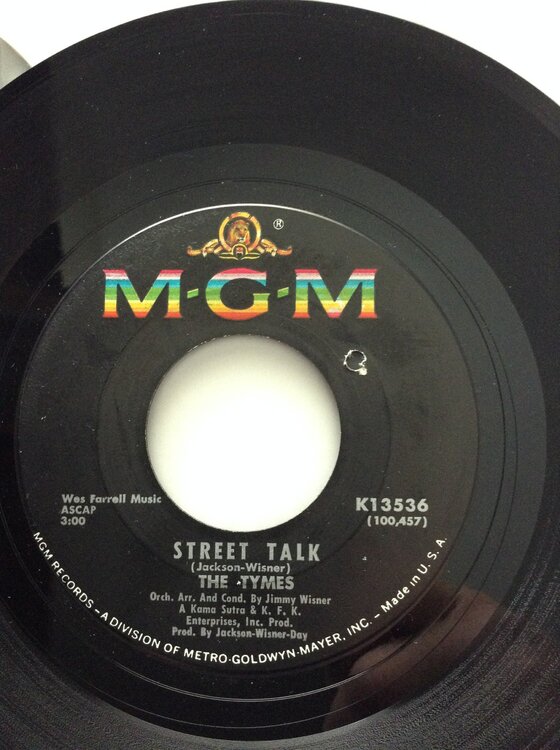 ®
M-G-M
Wes Farrell Music
ASCAP
3:00
K13536
(100,457)
STREET TALK
(Jackson-Wisner)
THE TYMES
Orch. Arr. And Cond. By Jimmy Wisner
A Kama Sutra & K. F. K.
Enterprises, Inc. Prod.
Prod. By Jackson-Wisner-Day
MGM RECORDS – A DIVISION OF METRO-GOLDWYN-MAYER, INC. – Made in U. S. A.